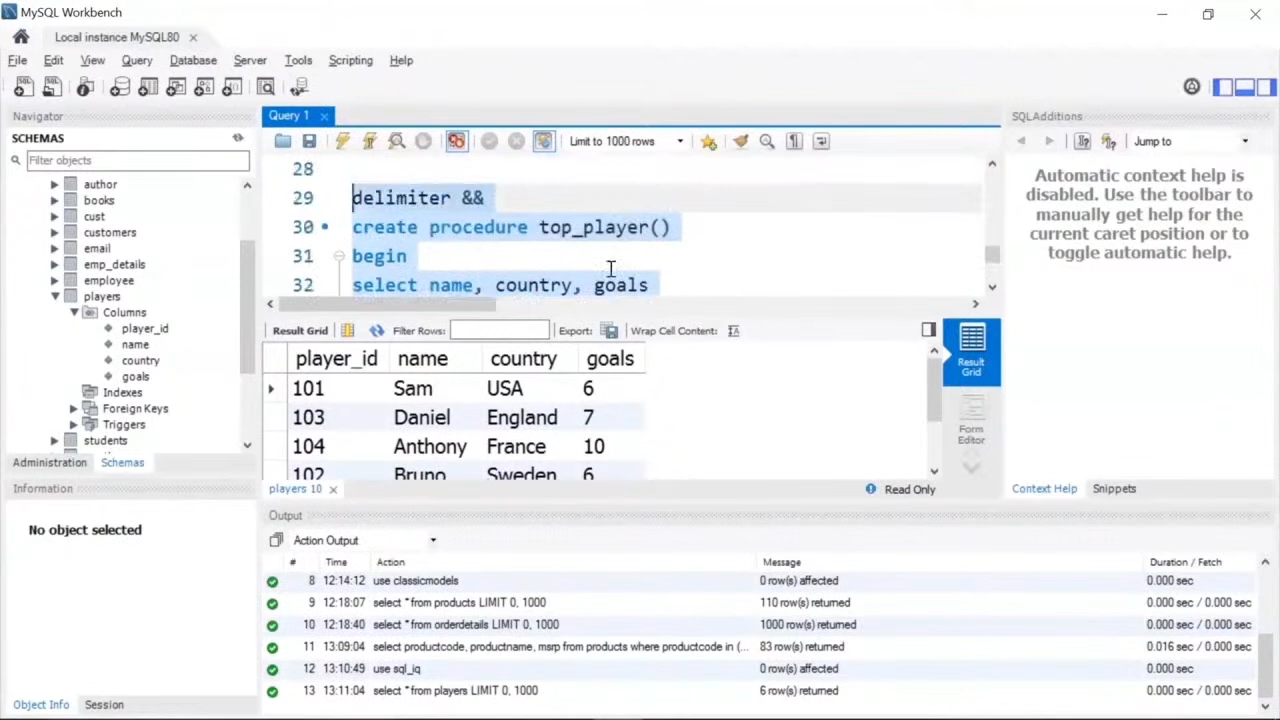 MySQL Workbench
Local instance MySQL80
File Edit View Query Database Server Tools Scripting Help
Navigator
SCHEMAS
Filter objects
author
books
cust
customers
email
emp_details
employee
players
Columns
player_id
name
country
goals
Indexes
Foreign Keys
Triggers
students
Administration Schemas
Information
No object selected
Object Info Session
Query 1
Limit to 1000 rows
28
29 delimiter &&
30 create procedure top_player()
31 begin
32 select name, country, goals
Result Grid Filter Rows: Export: Wrap Cell Content:
player_id name country goals
101 Sam USA 6
103 Daniel England 7
104 Anthony France 10
102 Bruno Sweden 6
Result Grid
Form Editor
players 10
Read Only
SQLAdditions
Jump to
Automatic context help is
disabled. Use the toolbar to
manually get help for the
current caret position or to
toggle automatic help.
Context Help Snippets
Output
Action Output
# Time Action Message Duration / Fetch
8 12:14:12 use classicmodels 0 row(s) affected 0.000 sec
9 12:18:07 select * from products LIMIT 0, 1000 110 row(s) returned 0.000 sec / 0.000 sec
10 12:18:40 select * from orderdetails LIMIT 0, 1000 1000 row(s) returned 0.000 sec / 0.000 sec
11 13:09:04 select productcode, productname, msrp from products where productcode in (... 83 row(s) returned 0.016 sec / 0.000 sec
12 13:10:49 use sql_iq 0 row(s) affected 0.000 sec
13 13:11:04 select * from players LIMIT 0, 1000 6 row(s) returned 0.000 sec / 0.000 sec